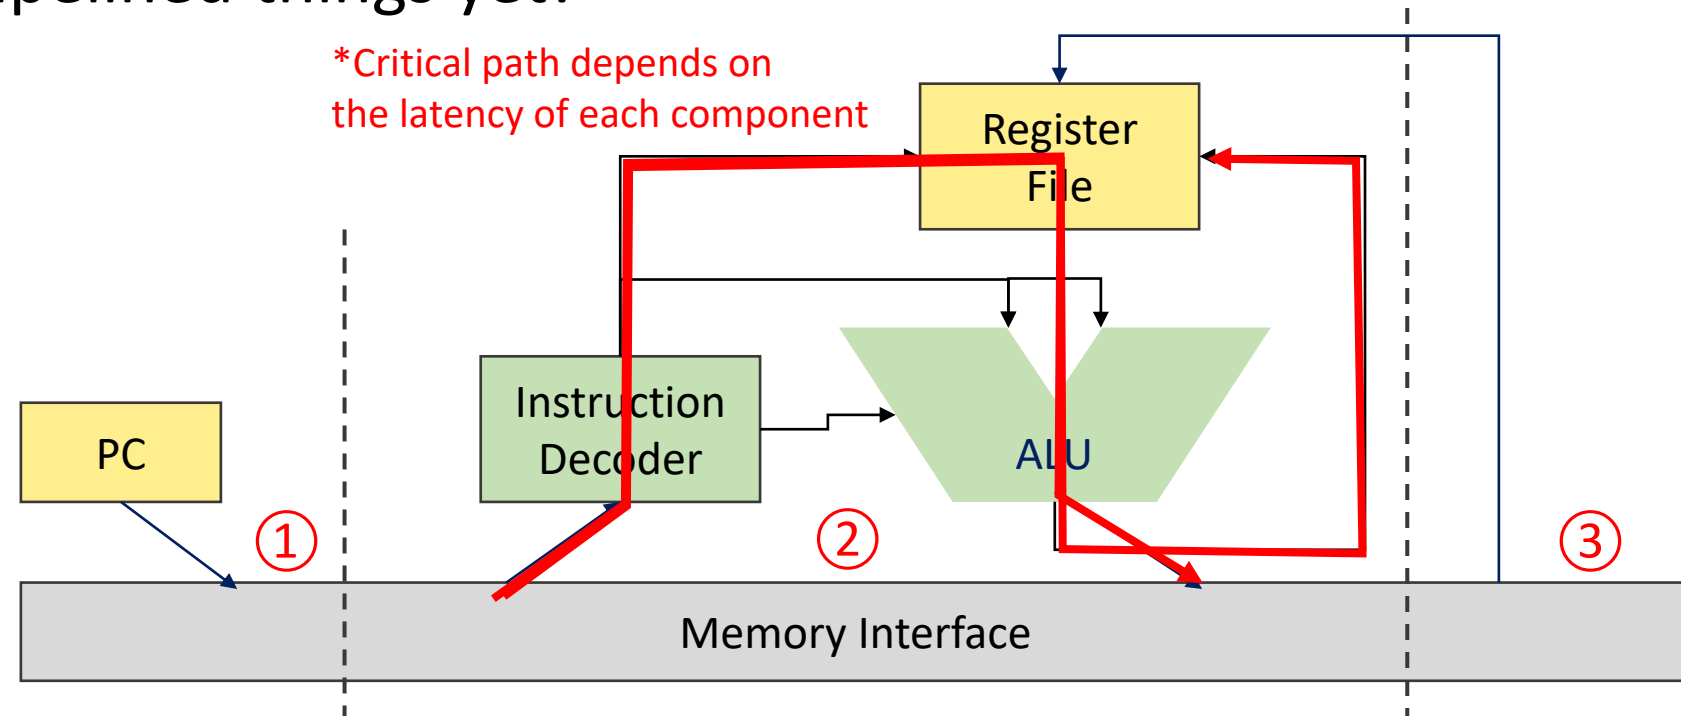 *Critical path depends on
the latency of each component
Register
File
Instruction
Decoder
ALU
PC
1
2
3
Memory Interface